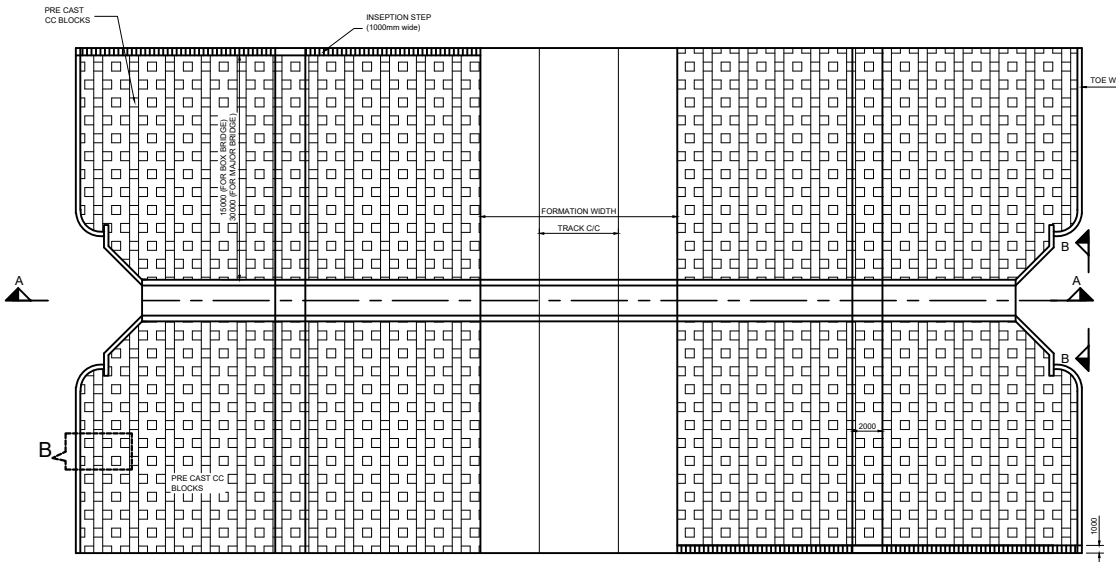 PRE CAST
CC BLOCKS
INSEPTION STEP
(1000mm wide)
TOE W
15000 (FOR BOX BRIDGE)
30000 (FOR MAJOR BRIDGE)
FORMATION WIDTH
TRACK C/C
B
A
A
B
2000
B
PRE CAST CC
BLOCKS
1000